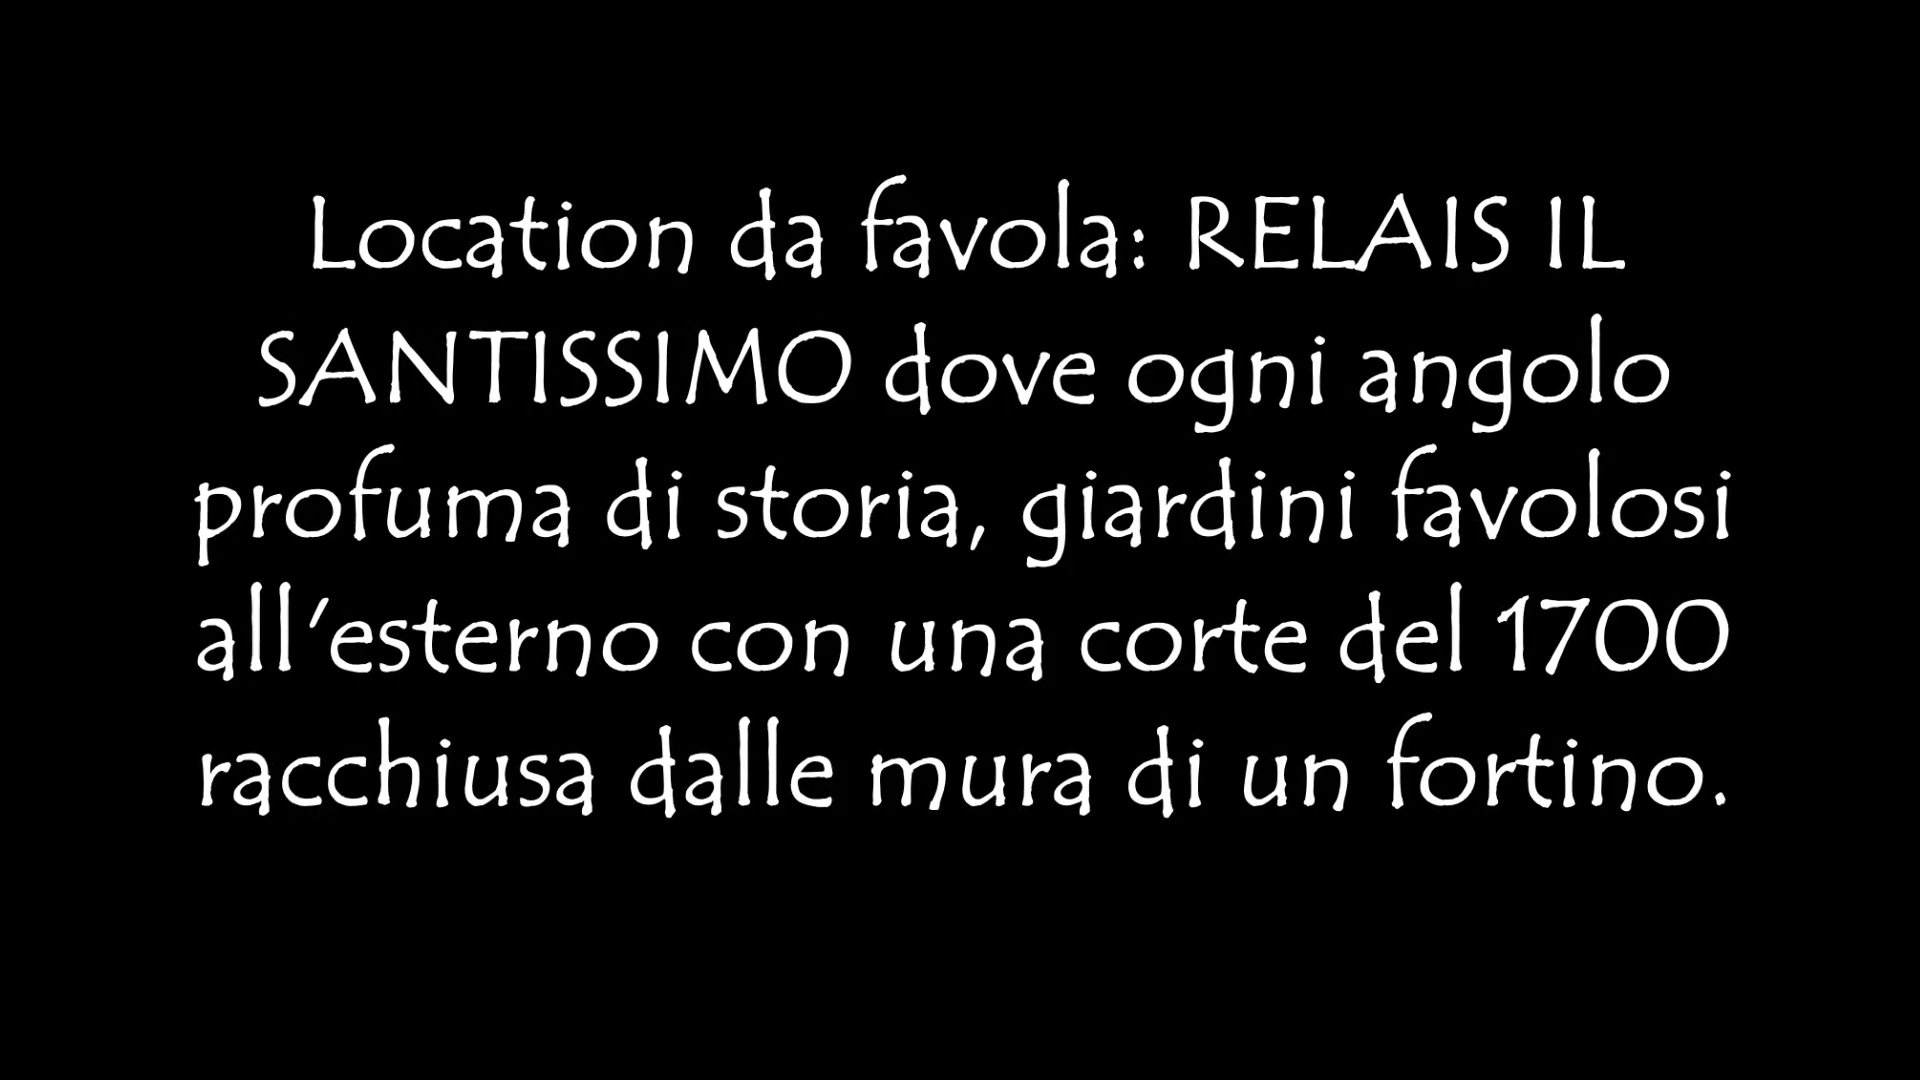 Location da favola: RELAIS IL
SANTISSIMO dove ogni angolo
profuma di storia, giardini favolosi
all'esterno con una corte del 1700
racchiusa dalle mura di un fortino.